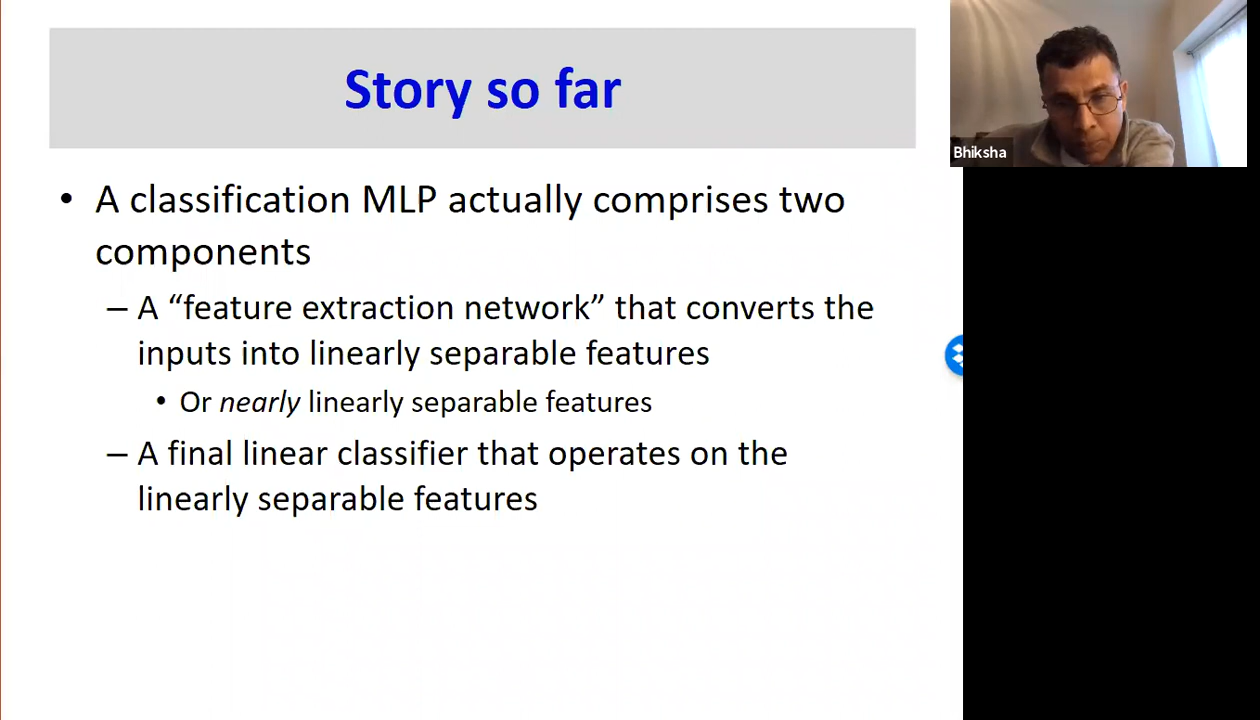 Story so far
Bhiksha
• A classification MLP actually comprises two
components
– A “feature extraction network” that converts the
inputs into linearly separable features
• Or nearly linearly separable features
– A final linear classifier that operates on the
linearly separable features